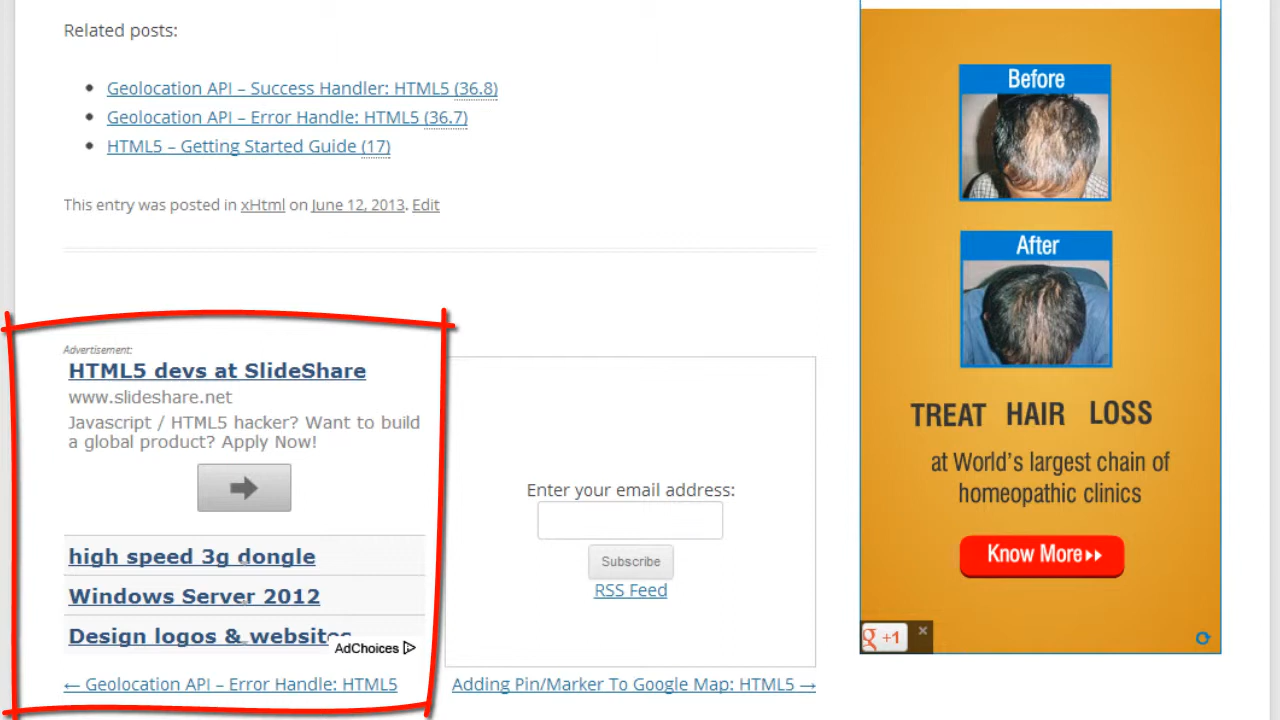 Related posts:
Geolocation API – Success Handler: HTML5 (36.8)
Geolocation API – Error Handle: HTML5 (36.7)
HTML5 – Getting Started Guide (17)
This entry was posted in xHtml on June 12, 2013. Edit
Advertisement:
HTML5 devs at SlideShare
www.slideshare.net
Javascript / HTML5 hacker? Want to build
a global product? Apply Now!
high speed 3g dongle
Windows Server 2012
Design logos & websites
AdChoices
← Geolocation API – Error Handle: HTML5
Enter your email address:
Subscribe
RSS Feed
Adding Pin/Marker To Google Map: HTML5 →
Before
After
TREAT HAIR LOSS
at World's largest chain of
homeopathic clinics
Know More
g +1